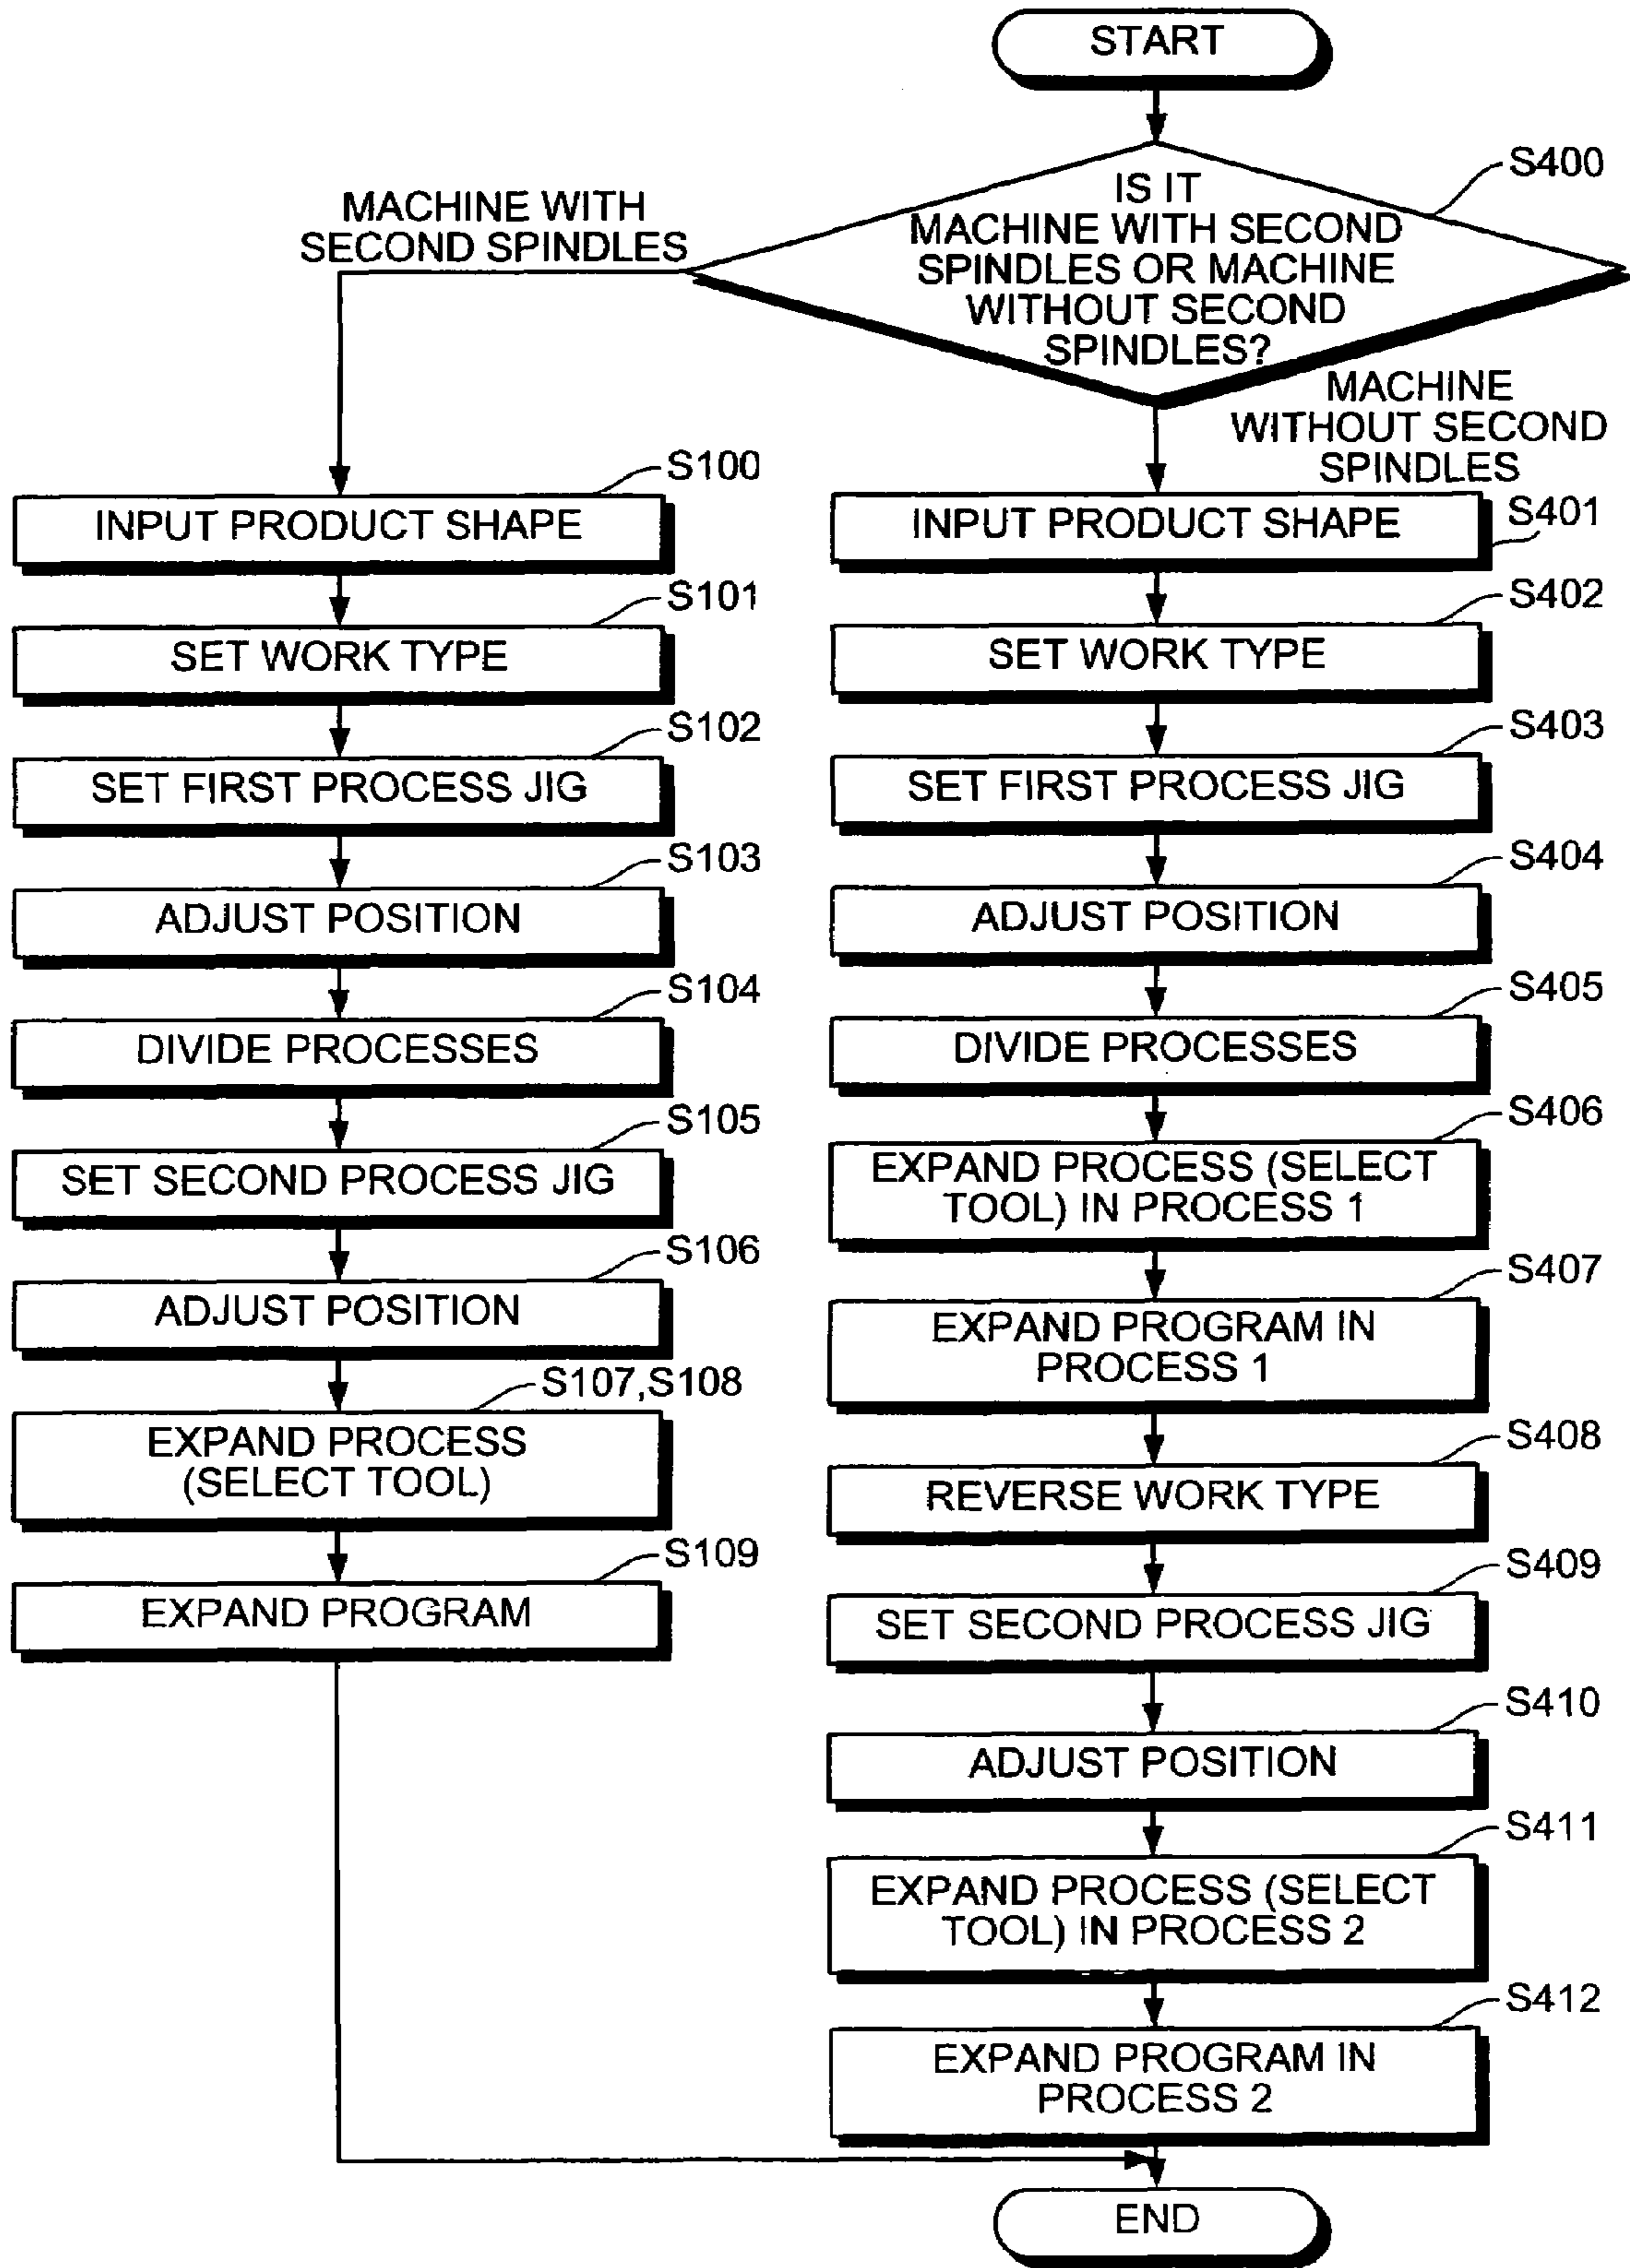 START
S400
IS IT
MACHINE WITH SECOND
SPINDLES OR MACHINE
WITHOUT SECOND
SPINDLES?
MACHINE WITH
SECOND SPINDLES
S100
INPUT PRODUCT SHAPE
S101
SET WORK TYPE
S102
SET FIRST PROCESS JIG
S103
ADJUST POSITION
S104
DIVIDE PROCESSES
S105
SET SECOND PROCESS JIG
S106
ADJUST POSITION
S107,S108
EXPAND PROCESS
(SELECT TOOL)
S109
EXPAND PROGRAM
MACHINE
WITHOUT SECOND
SPINDLES
S401
INPUT PRODUCT SHAPE
S402
SET WORK TYPE
S403
SET FIRST PROCESS JIG
S404
ADJUST POSITION
S405
DIVIDE PROCESSES
S406
EXPAND PROCESS (SELECT
TOOL) IN PROCESS 1
S407
EXPAND PROGRAM IN
PROCESS 1
S408
REVERSE WORK TYPE
S409
SET SECOND PROCESS JIG
S410
ADJUST POSITION
S411
EXPAND PROCESS (SELECT
TOOL) IN PROCESS 2
S412
EXPAND PROGRAM IN
PROCESS 2
END